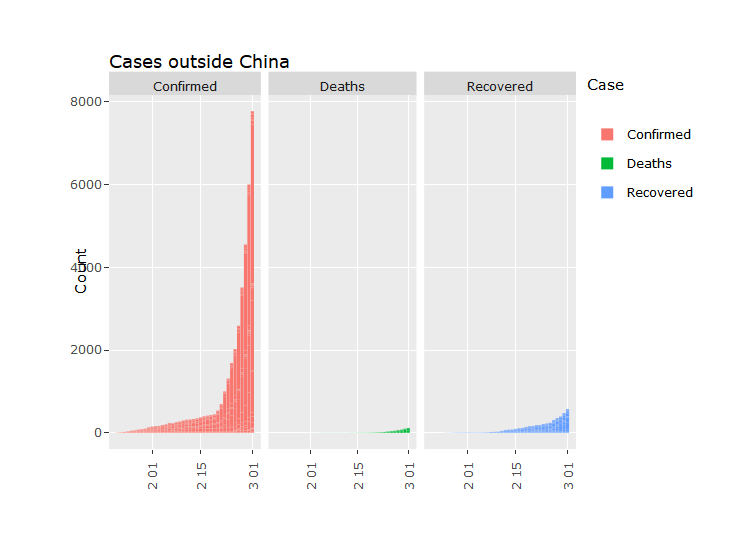 Cases outside China
Confirmed
Deaths
Recovered
Case
Confirmed
Deaths
Recovered
Count
8000
6000
4000
2000
0
2 01
2 15
3 01
2 01
2 15
3 01
2 01
2 15
3 01